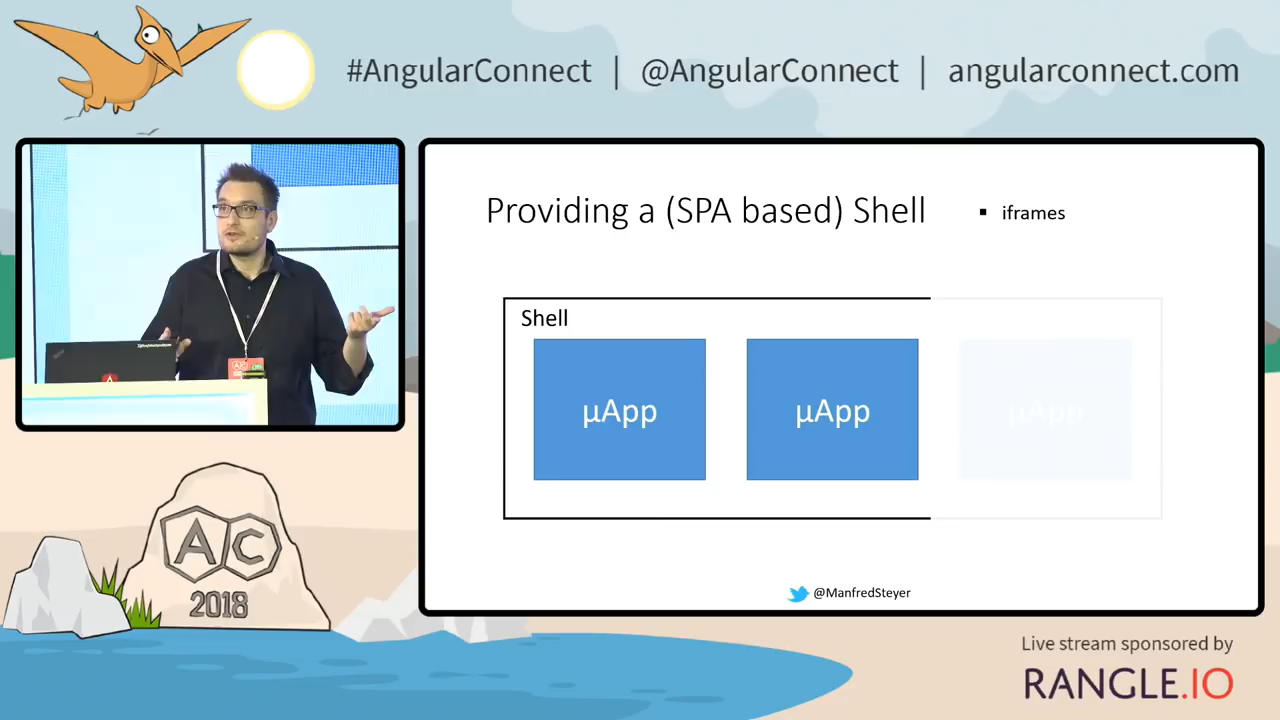 #AngularConnect | @AngularConnect | angularconnect.com
Providing a (SPA based) Shell
▪ iframes
Shell
µApp
µApp
µApp
@ManfredSteyer
AC
2018
Live stream sponsored by
RANGLE.IO